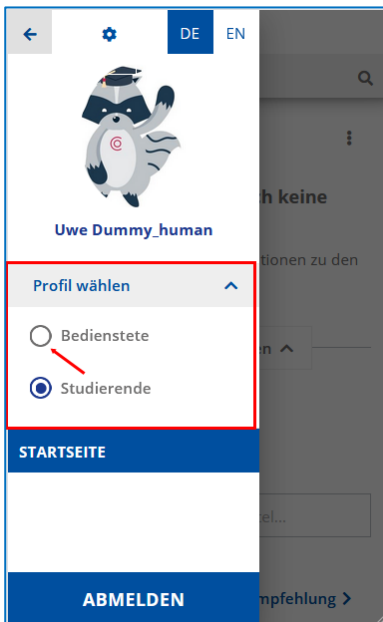 DE EN
Uwe Dummy_human
h keine
tionen zu den
Profil wählen
Bedienstete
en
Studierende
STARTSEITE
el...
ABMELDEN
mpfehlung